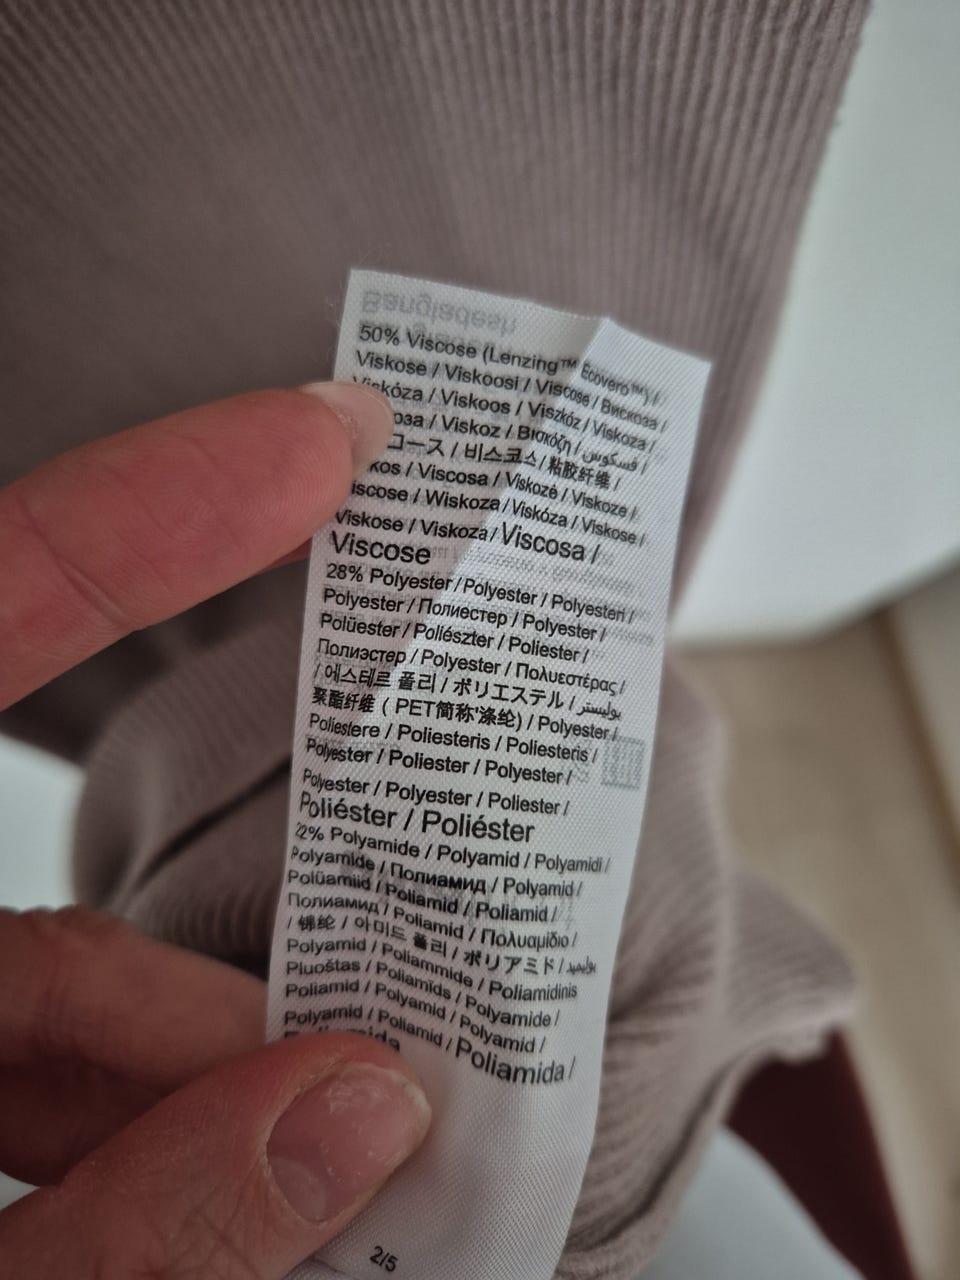 Bangladesh
50% Viscose (Lenzing™ Ecovero™) /
Viskose / Viskoosi / Viscose / Вискоза /
Viskóza / Viskoos / Viszkóz / Viskoza /
оза / Viskoz / Βισκόζη / فسكوس /
コース / 비스코스 / 粘胶纤维 /
kos / Viscosa / Viskozė / Viskoze /
iscose / Wiskoza / Viskóza / Viskose /
Viskose / Viskoza / Viscosa /
Viscose
28% Polyester / Polyester / Polyesteri /
Polyester / Полиестер / Polyester /
Polüester / Poliészter / Poliester /
Полиэстер / Polyester / Πολυεστέρας /
/ 에스테르 폴리 / ポリエステル / بوليستر
聚酯纤维 ( PET简称'涤纶) / Polyester /
Poliestere / Poliesteris / Poliesteris /
Polyester / Poliester / Polyester /
Polyester / Polyester / Poliester /
Poliéster / Poliéster
22% Polyamide / Polyamid / Polyamidi /
Polyamide / Полиамид / Polyamid /
Polüamiid / Poliamid / Poliamid /
Полиамид / Poliamid / Πολυαμίδιο /
/ 锦纶 / 아미드 폴리 / ポリアミド /
Polyamid / Poliammide / Poliamidinis
Pluoštas / Poliamīds / Polyamide /
Poliamid / Polyamid / Polyamid /
Polyamid / Poliamid / Poliamida /
2/5